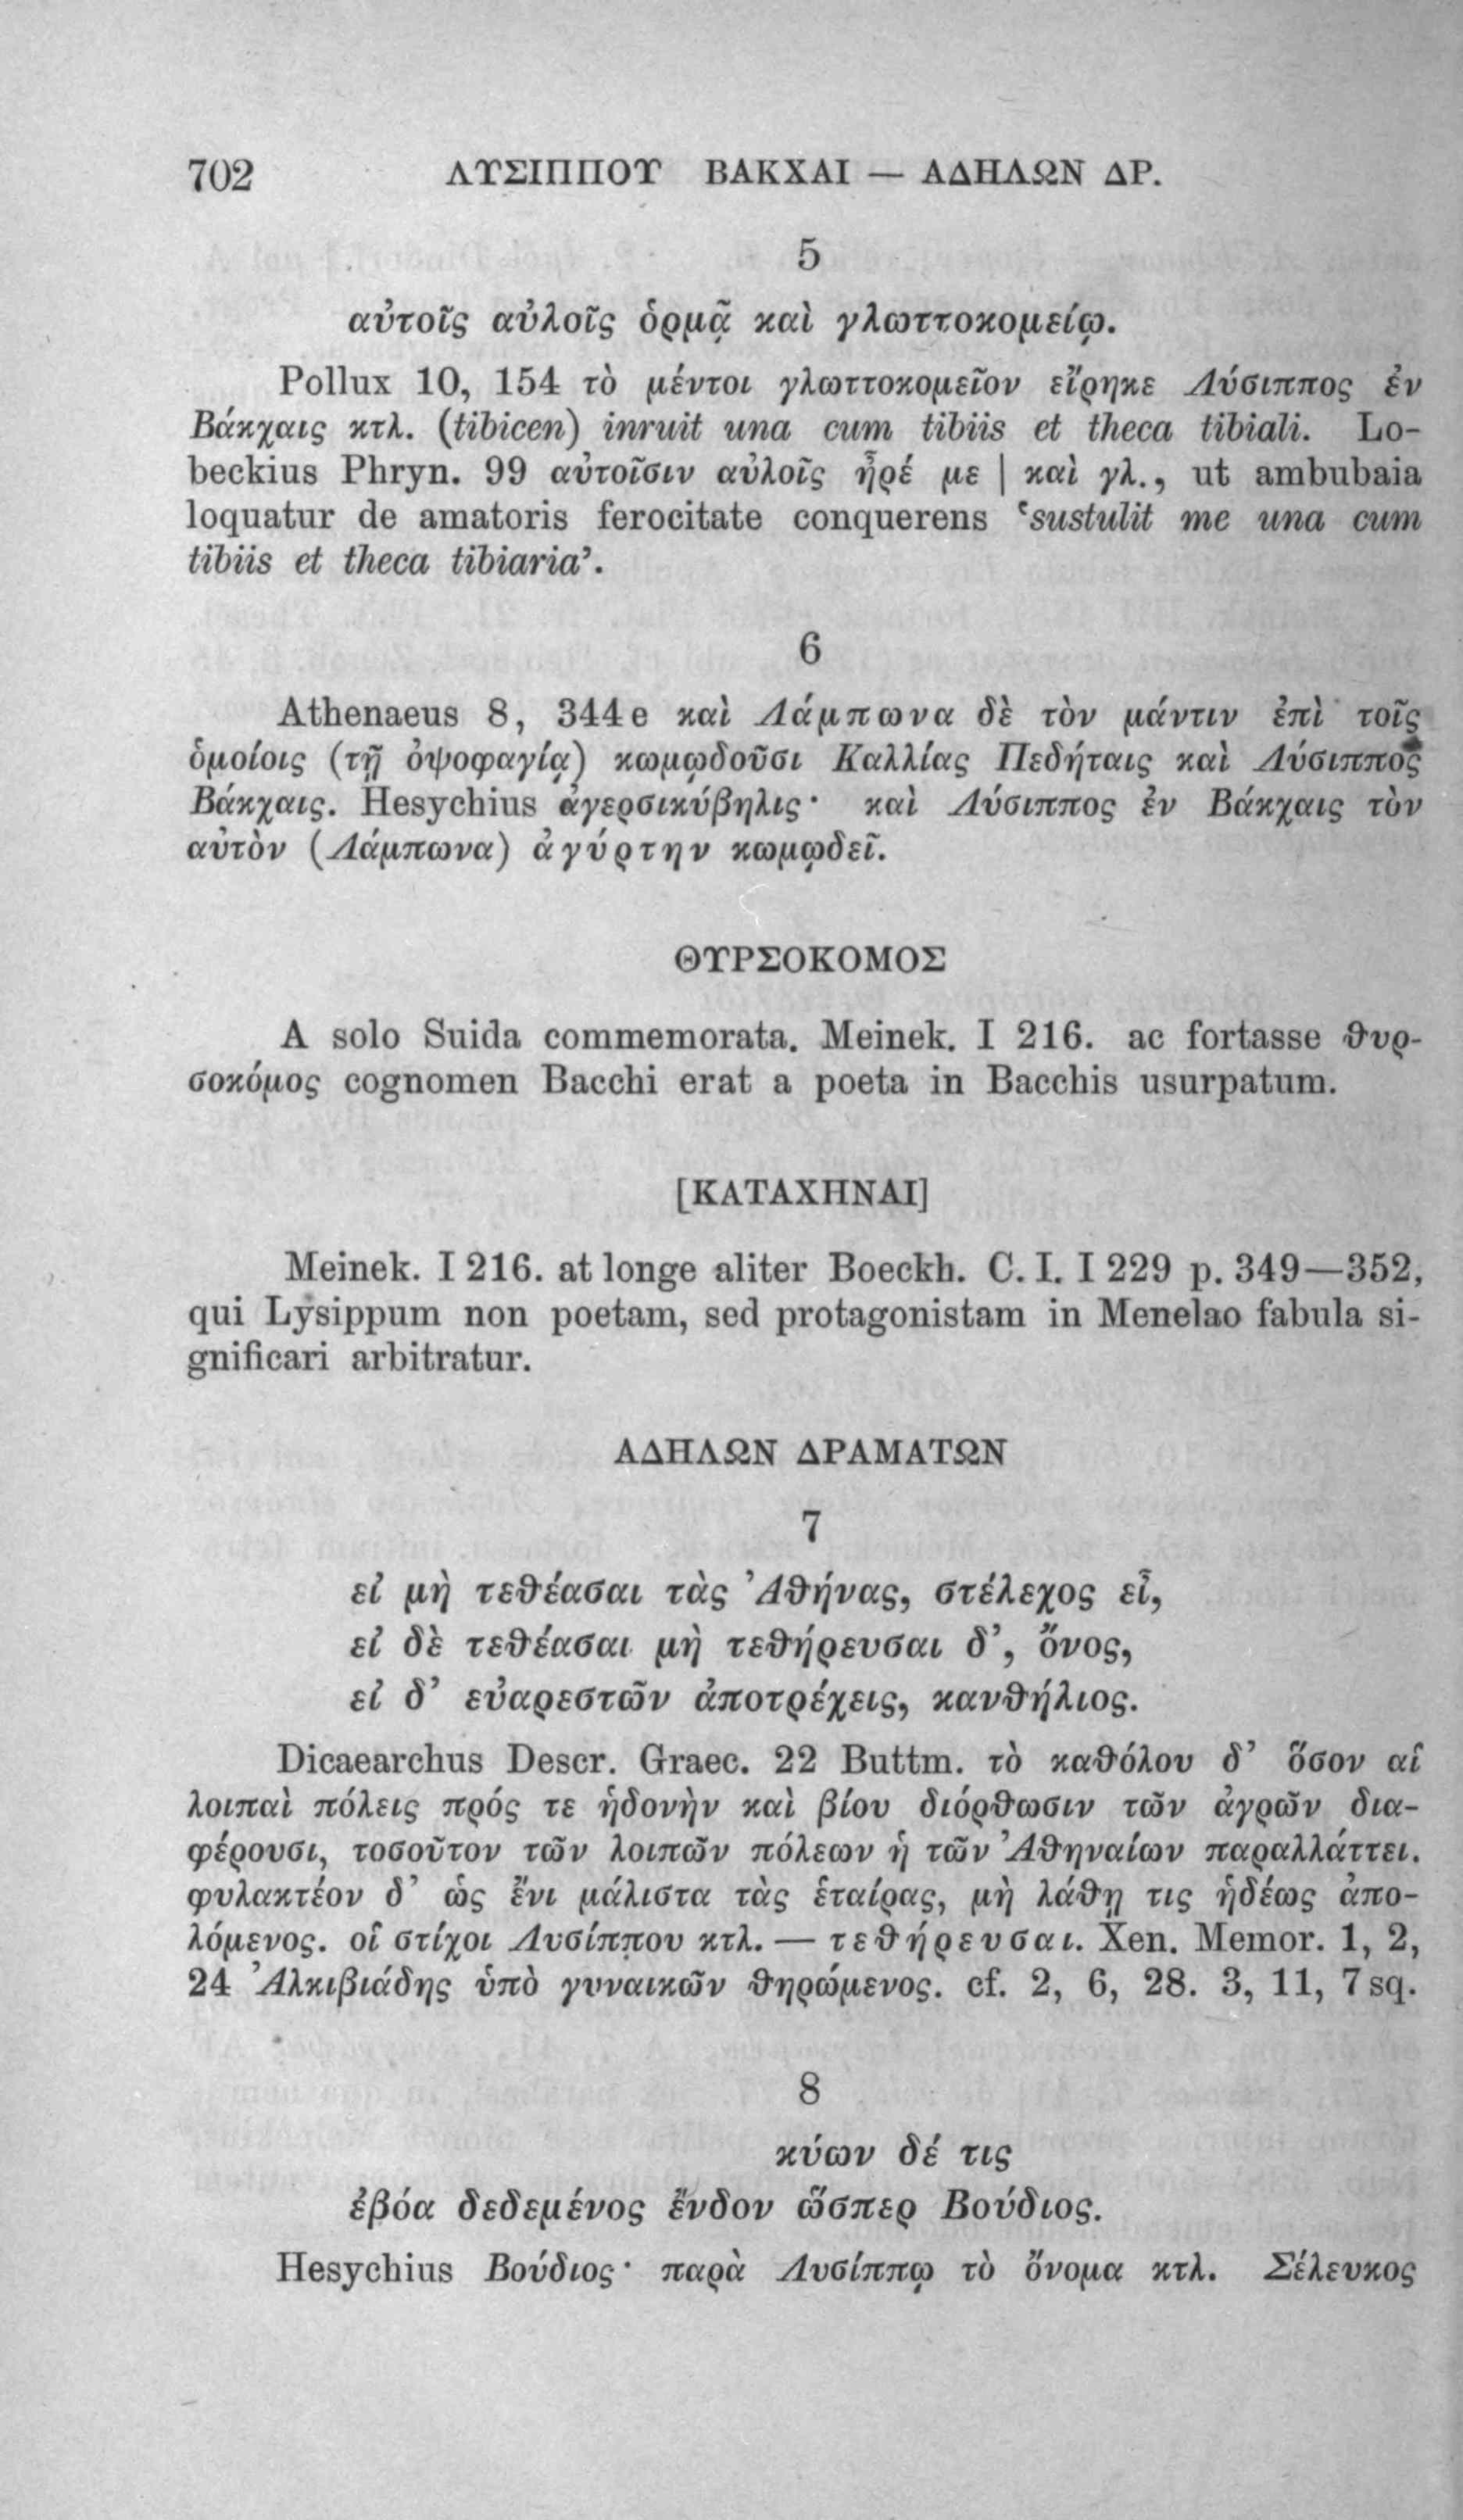 702 ΛΥΣΙΠΠΟΥ ΒΑΚΧΑΙ — ΑΔΗΛΩΝ ΔΡ.
5
αὐτοῖς αὐλοῖς ὁρμᾷ καὶ γλωττοκομείῳ.
Pollux 10, 154 τὸ μέντοι γλωττοκομεῖον εἴρηκε Λύσιππος ἐν
Βάκχαις κτλ. (tibicen) inruit una cum tibiis et theca tibiali. Lo-
beckius Phryn. 99 αὐτοῖσιν αὐλοῖς ᾖρέ με | καὶ γλ., ut ambubaia
loquatur de amatoris ferocitate conquerens ‘sustulit me una cum
tibiis et theca tibiaria’.
6
Athenaeus 8, 344e καὶ Λάμπωνα δὲ τὸν μάντιν ἐπὶ τοῖς
ὁμοίοις (τῇ ὀψοφαγίᾳ) κωμῳδοῦσι Καλλίας Πεδήταις καὶ Λύσιππος
Βάκχαις. Hesychius ἀγερσικύβηλις· καὶ Λύσιππος ἐν Βάκχαις τὸν
αὐτὸν (Λάμπωνα) ἀγύρτην κωμῳδεῖ.
ΘΥΡΣΟΚΟΜΟΣ
A solo Suida commemorata. Meinek. I 216. ac fortasse θυρ-
σοκόμος cognomen Bacchi erat a poeta in Bacchis usurpatum.
[ΚΑΤΑΧΗΝΑΙ]
Meinek. I 216. at longe aliter Boeckh. C. I. I 229 p. 349—352,
qui Lysippum non poetam, sed protagonistam in Menelao fabula si-
gnificari arbitratur.
ΑΔΗΛΩΝ ΔΡΑΜΑΤΩΝ
7
εἰ μὴ τεθέασαι τὰς Ἀθήνας, στέλεχος εἶ,
εἰ δὲ τεθέασαι μὴ τεθήρευσαι δ’, ὄνος,
εἰ δ’ εὐαρεστῶν ἀποτρέχεις, κανθήλιος.
Dicaearchus Descr. Graec. 22 Buttm. τὸ καθόλου δ’ ὅσον αἱ
λοιπαὶ πόλεις πρός τε ἡδονὴν καὶ βίου διόρθωσιν τῶν ἀγρῶν δια-
φέρουσι, τοσοῦτον τῶν λοιπῶν πόλεων ἡ τῶν Ἀθηναίων παραλλάττει.
φυλακτέον δ’ ὡς ἔνι μάλιστα τὰς ἑταίρας, μὴ λάθῃ τις ἡδέως ἀπο-
λόμενος. οἱ στίχοι Λυσίππου κτλ. — τεθήρευσαι. Xen. Memor. 1, 2,
24 Ἀλκιβιάδης ὑπὸ γυναικῶν θηρώμενος. cf. 2, 6, 28. 3, 11, 7 sq.
8
κύων δέ τις
ἐβόα δεδεμένος ἔνδον ὥσπερ Βούδιος.
Hesychius Βούδιος· παρὰ Λυσίππῳ τὸ ὄνομα κτλ. Σέλευκος